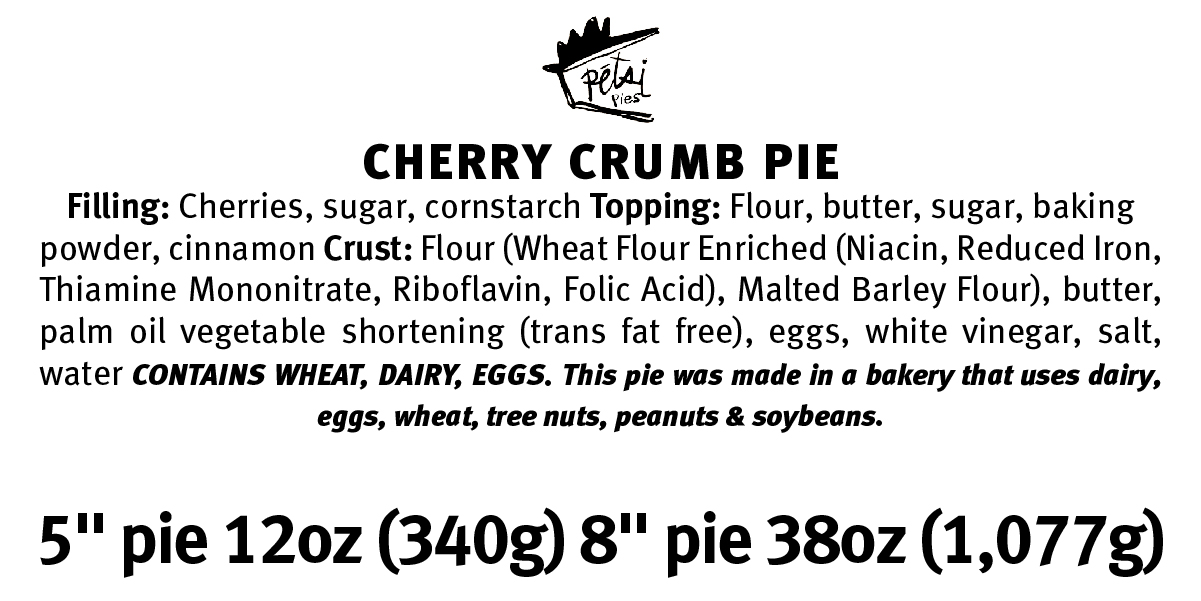 pétsi
pies
CHERRY CRUMB PIE
Filling: Cherries, sugar, cornstarch Topping: Flour, butter, sugar, baking
powder, cinnamon Crust: Flour (Wheat Flour Enriched (Niacin, Reduced Iron,
Thiamine Mononitrate, Riboflavin, Folic Acid), Malted Barley Flour), butter,
palm oil vegetable shortening (trans fat free), eggs, white vinegar, salt,
water CONTAINS WHEAT, DAIRY, EGGS. This pie was made in a bakery that uses dairy,
eggs, wheat, tree nuts, peanuts & soybeans.
5" pie 12oz (340g) 8" pie 38oz (1,077g)